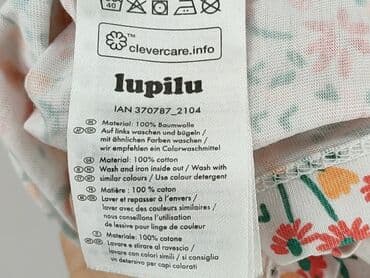 40
clevercare.info
lupilu
IAN 370787_2104
Material: 100% Baumwolle
Auf links waschen und bügeln /
mit ähnlichen Farben waschen /
wir empfehlen ein Colorwaschmittel
Material: 100% cotton
Wash and iron inside out / Wash with
similar colours / Use colour detergent
Matière : 100 % coton
Laver et repasser à l'envers /
laver avec des couleurs similaires /
nous conseillons l'utilisation
de lessive pour linge de couleur
Materiale: 100% cotone
Lavare e stirare al rovescio /
lavare con colori simili / si consiglia
un detersivo per capi colorati